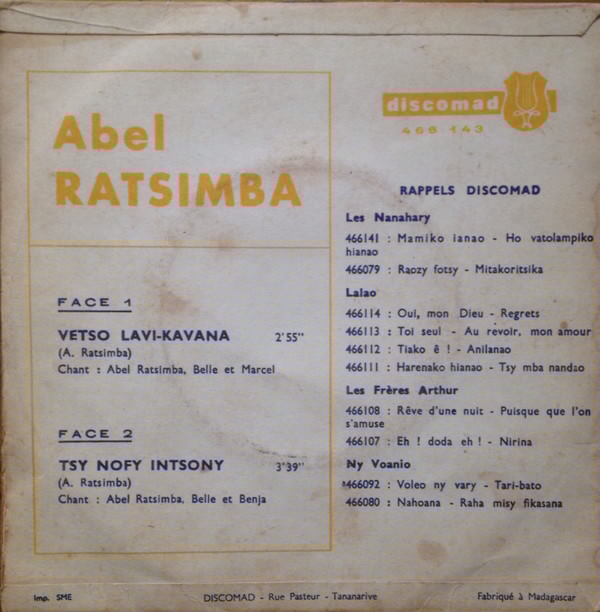 Abel
RATSIMBA
FACE 1
VETSO LAVI-KAVANA 2'55"
(A. Ratsimba)
Chant : Abel Ratsimba, Belle et Marcel
FACE 2
TSY NOFY INTSONY 3'39"
(A. Ratsimba)
Chant : Abel Ratsimba, Belle et Benja
discomad
466 143
RAPPELS DISCOMAD
Les Nanahary
466141 : Mamiko ianao - Ho vatolampiko
hianao
466079 : Raozy fotsy - Mitakoritsika
Lalao
466114 : Oui, mon Dieu - Regrets
466113 : Toi seul - Au revoir, mon amour
466112 : Tiako ê ! - Anilanao
466111 : Harenako hianao - Tsy mba nandao
Les Frères Arthur
466108 : Rêve d'une nuit - Puisque que l'on
s'amuse
466107 : Eh ! doda eh ! - Nirina
Ny Voanio
466092 : Voleo ny vary - Tari-bato
466080 : Nahoana - Raha misy fikasana
Imp. SME
DISCOMAD - Rue Pasteur - Tananarive
Fabriqué à Madagascar